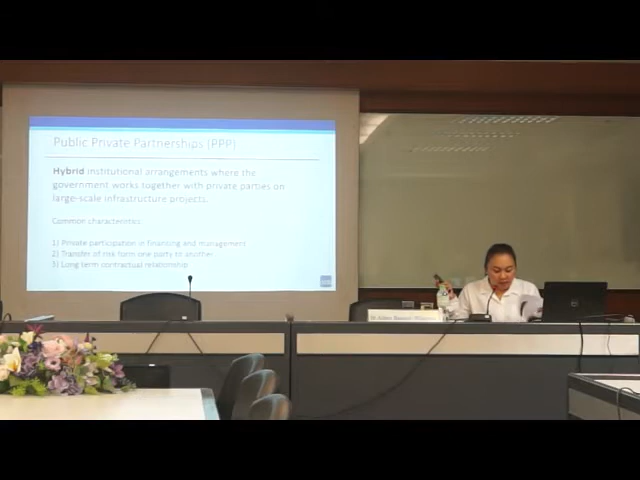 Public Private Partnerships (PPP)
Hybrid institutional arrangements where the
government works together with private parties on
large-scale infrastructure projects.
Common characteristics
1) Private participation in financing and management
2) Transfer of risk form one party to another
3) Long term contractual relationship
DELL